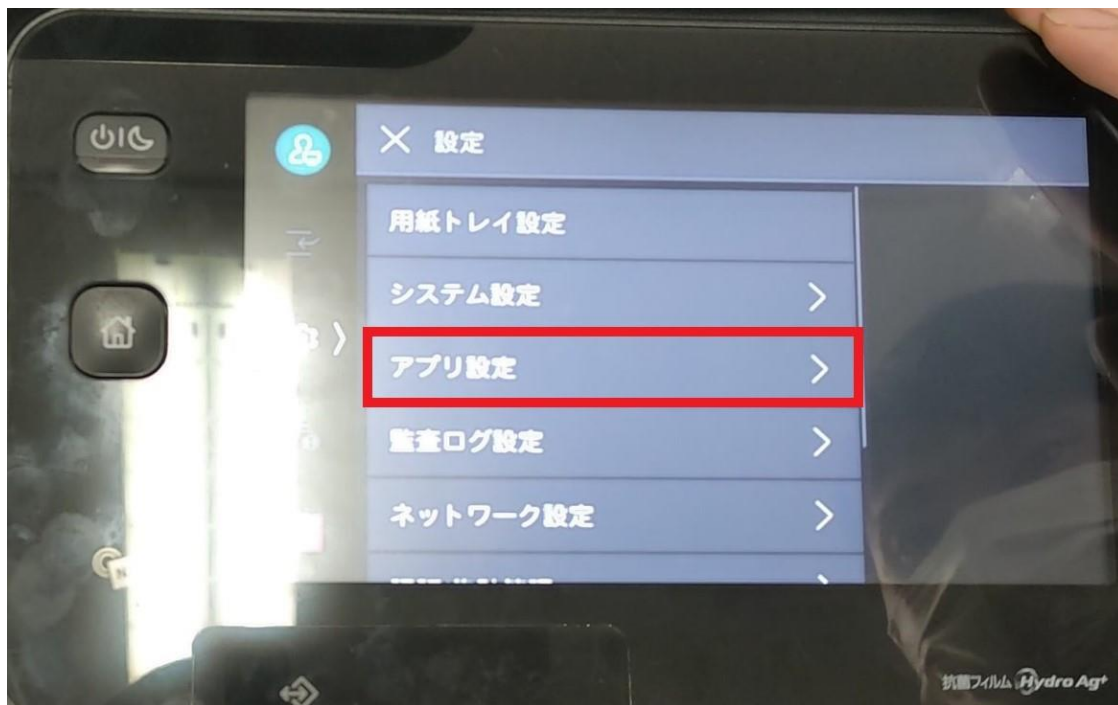 設定
用紙トレイ設定
システム設定
アプリ設定
監査ログ設定
ネットワーク設定
抗菌フィルム Hydro Ag+